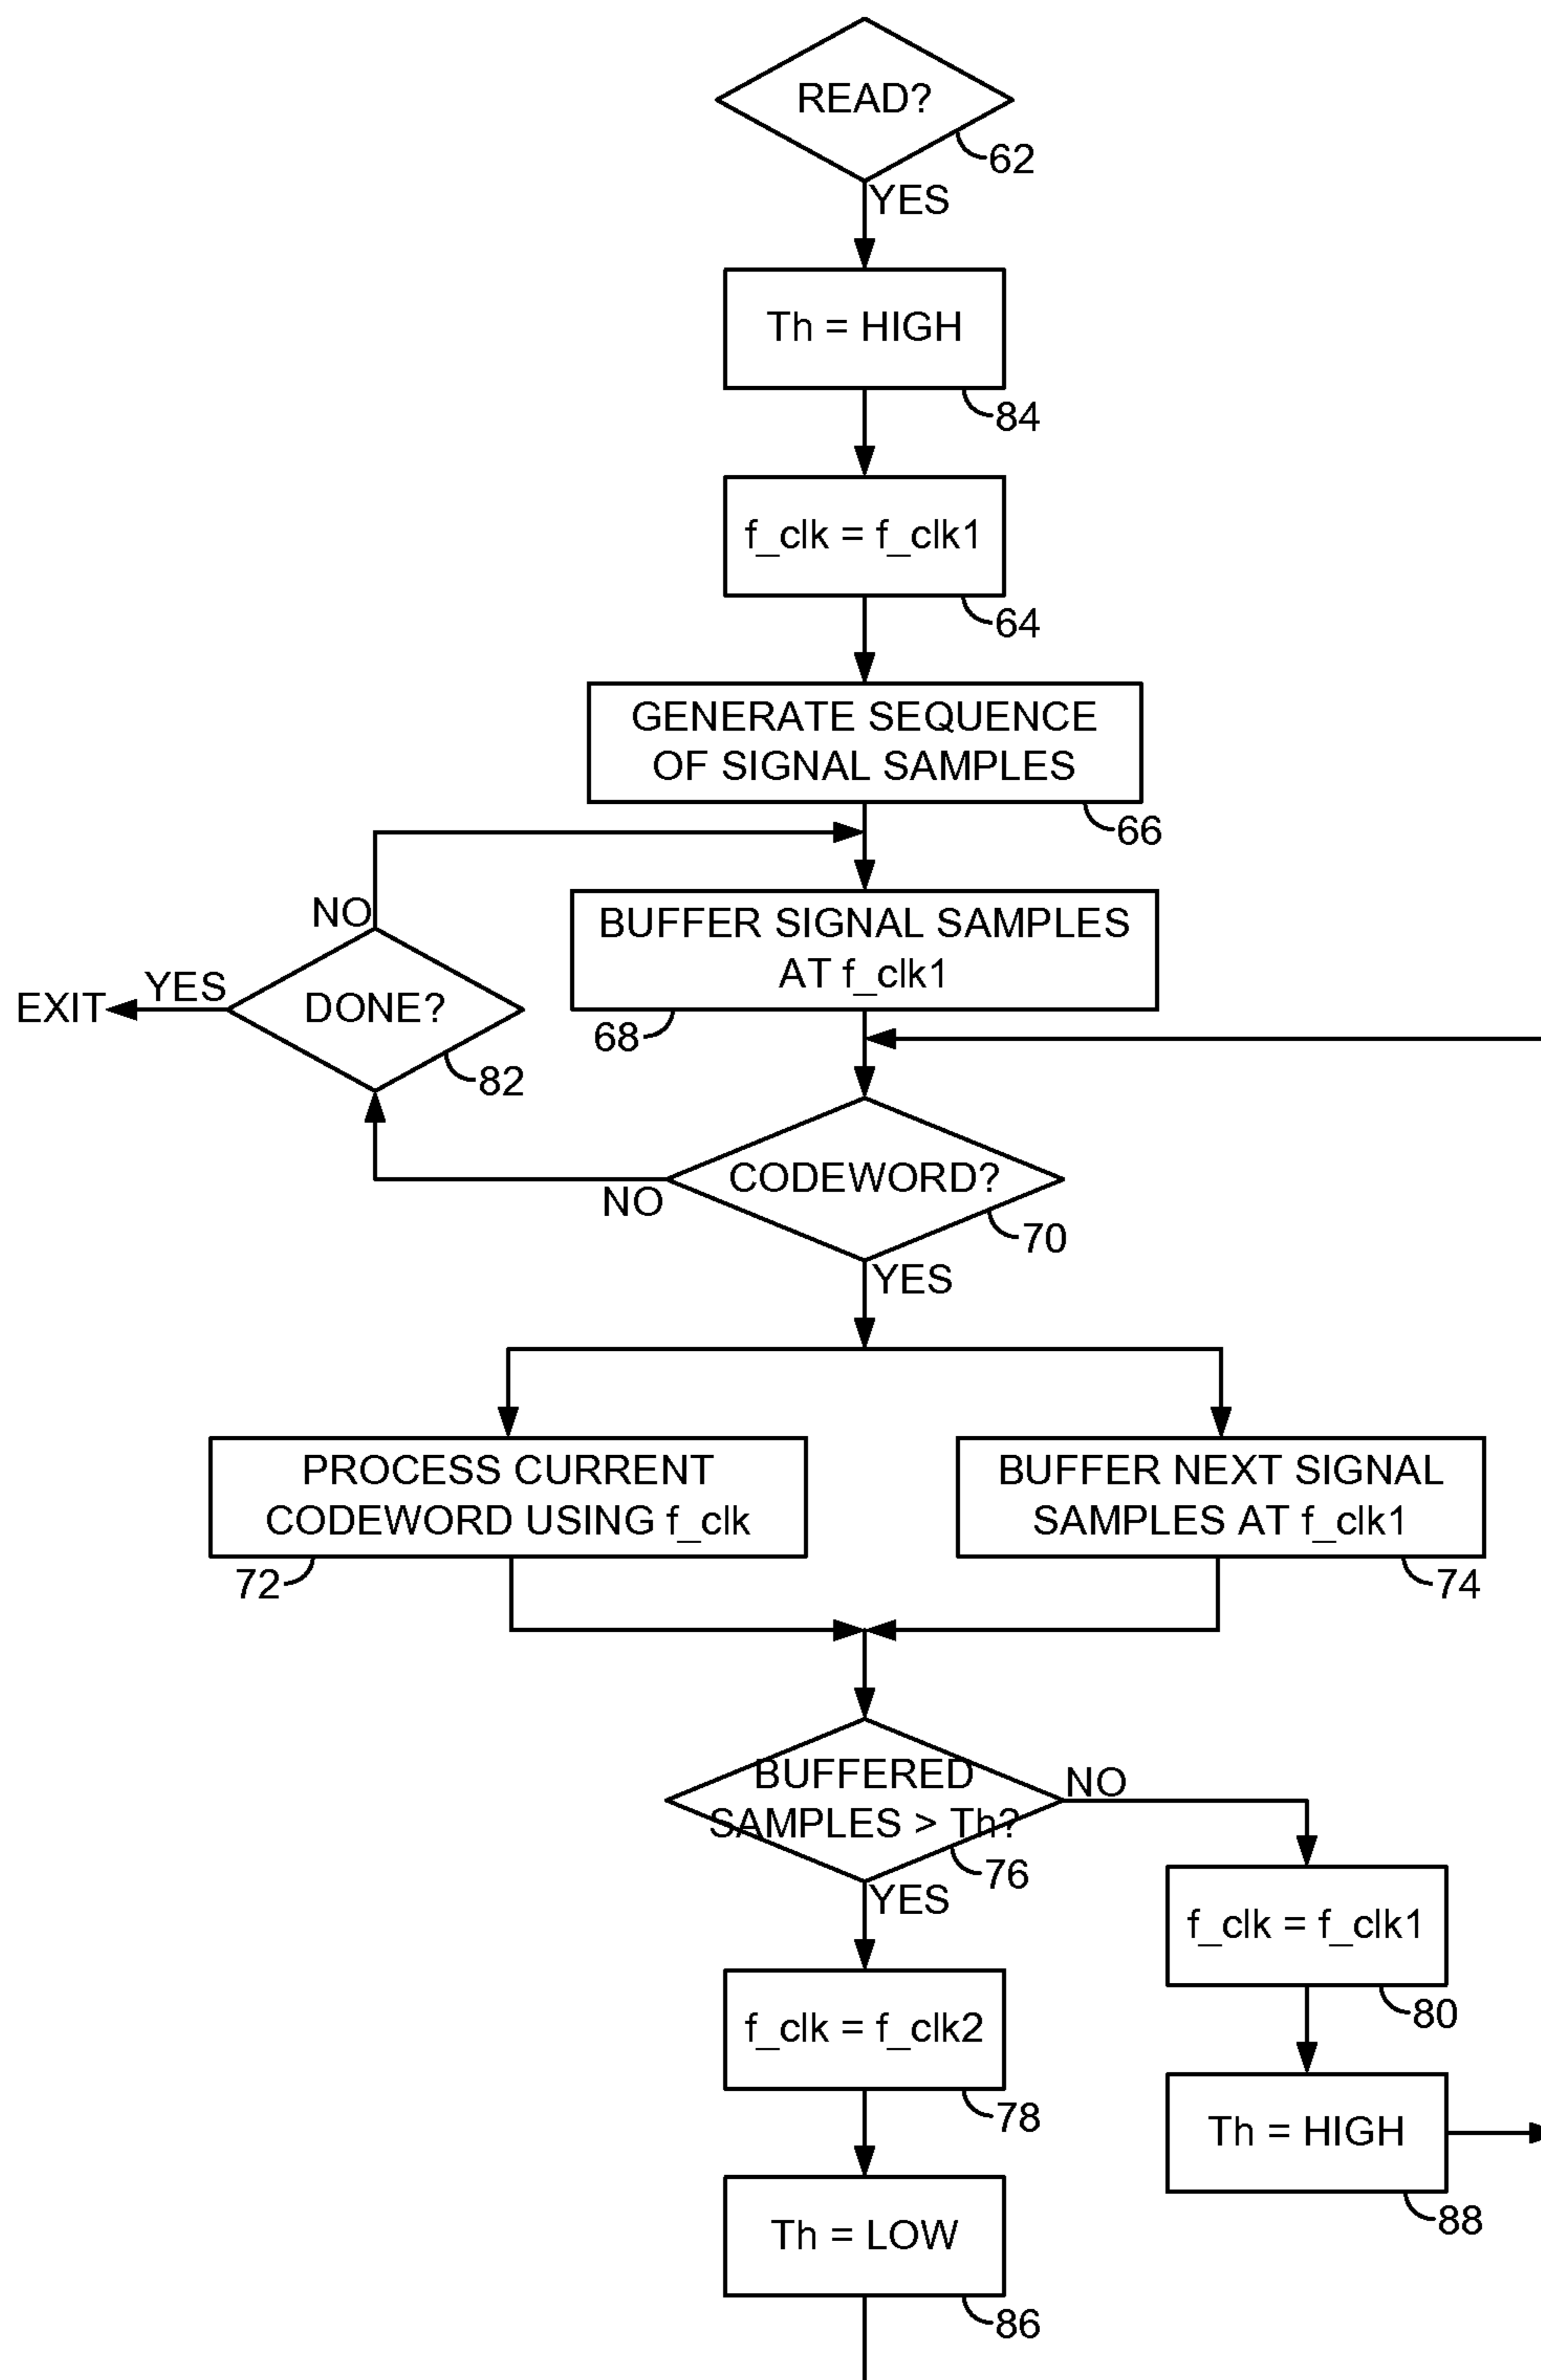 READ?
62
YES
Th = HIGH
84
f_clk = f_clk1
64
GENERATE SEQUENCE
OF SIGNAL SAMPLES
66
NO
BUFFER SIGNAL SAMPLES
AT f_clk1
68
EXIT
YES
DONE?
82
CODEWORD?
NO
70
YES
PROCESS CURRENT
CODEWORD USING f_clk
72
BUFFER NEXT SIGNAL
SAMPLES AT f_clk1
74
BUFFERED
SAMPLES > Th?
76
NO
YES
f_clk = f_clk1
80
f_clk = f_clk2
78
Th = HIGH
88
Th = LOW
86